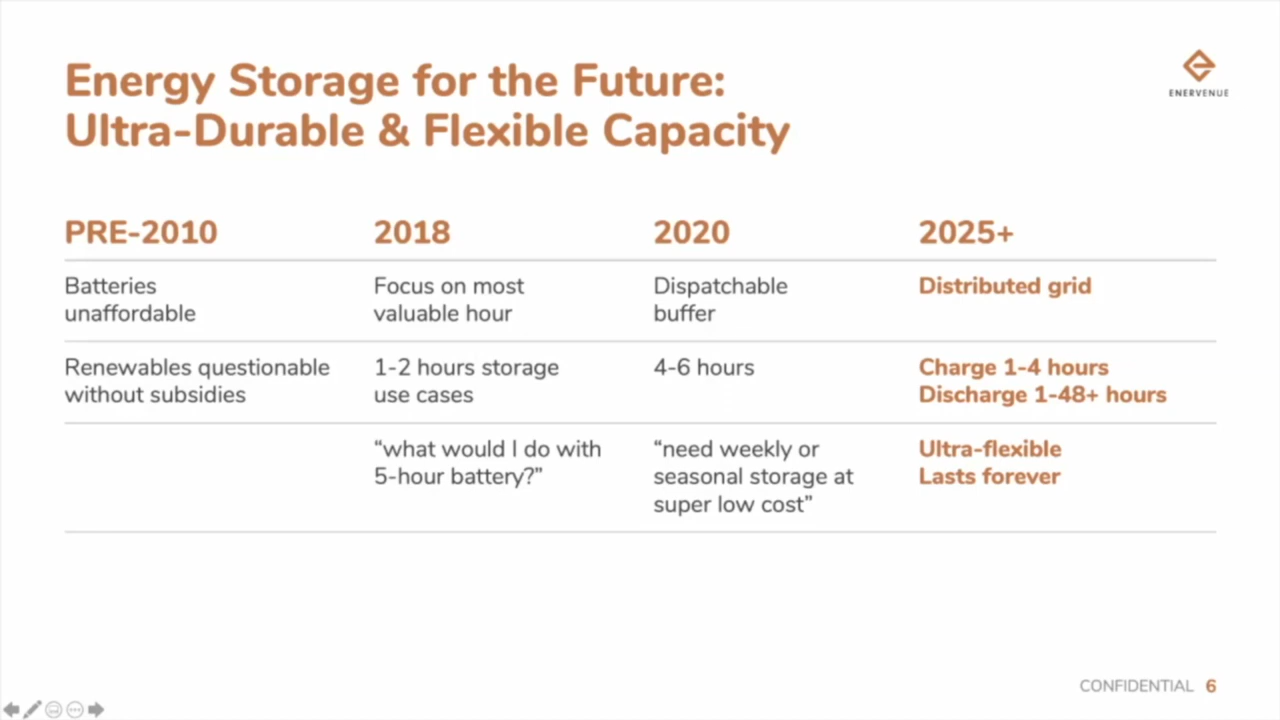 Energy Storage for the Future:
Ultra-Durable & Flexible Capacity
ENERVENUE
PRE-2010
2018
2020
2025+
Batteries
unaffordable
Focus on most
valuable hour
Dispatchable
buffer
Distributed grid
Renewables questionable
without subsidies
1-2 hours storage
use cases
4-6 hours
Charge 1-4 hours
Discharge 1-48+ hours
“what would I do with
5-hour battery?”
“need weekly or
seasonal storage at
super low cost”
Ultra-flexible
Lasts forever
CONFIDENTIAL 6